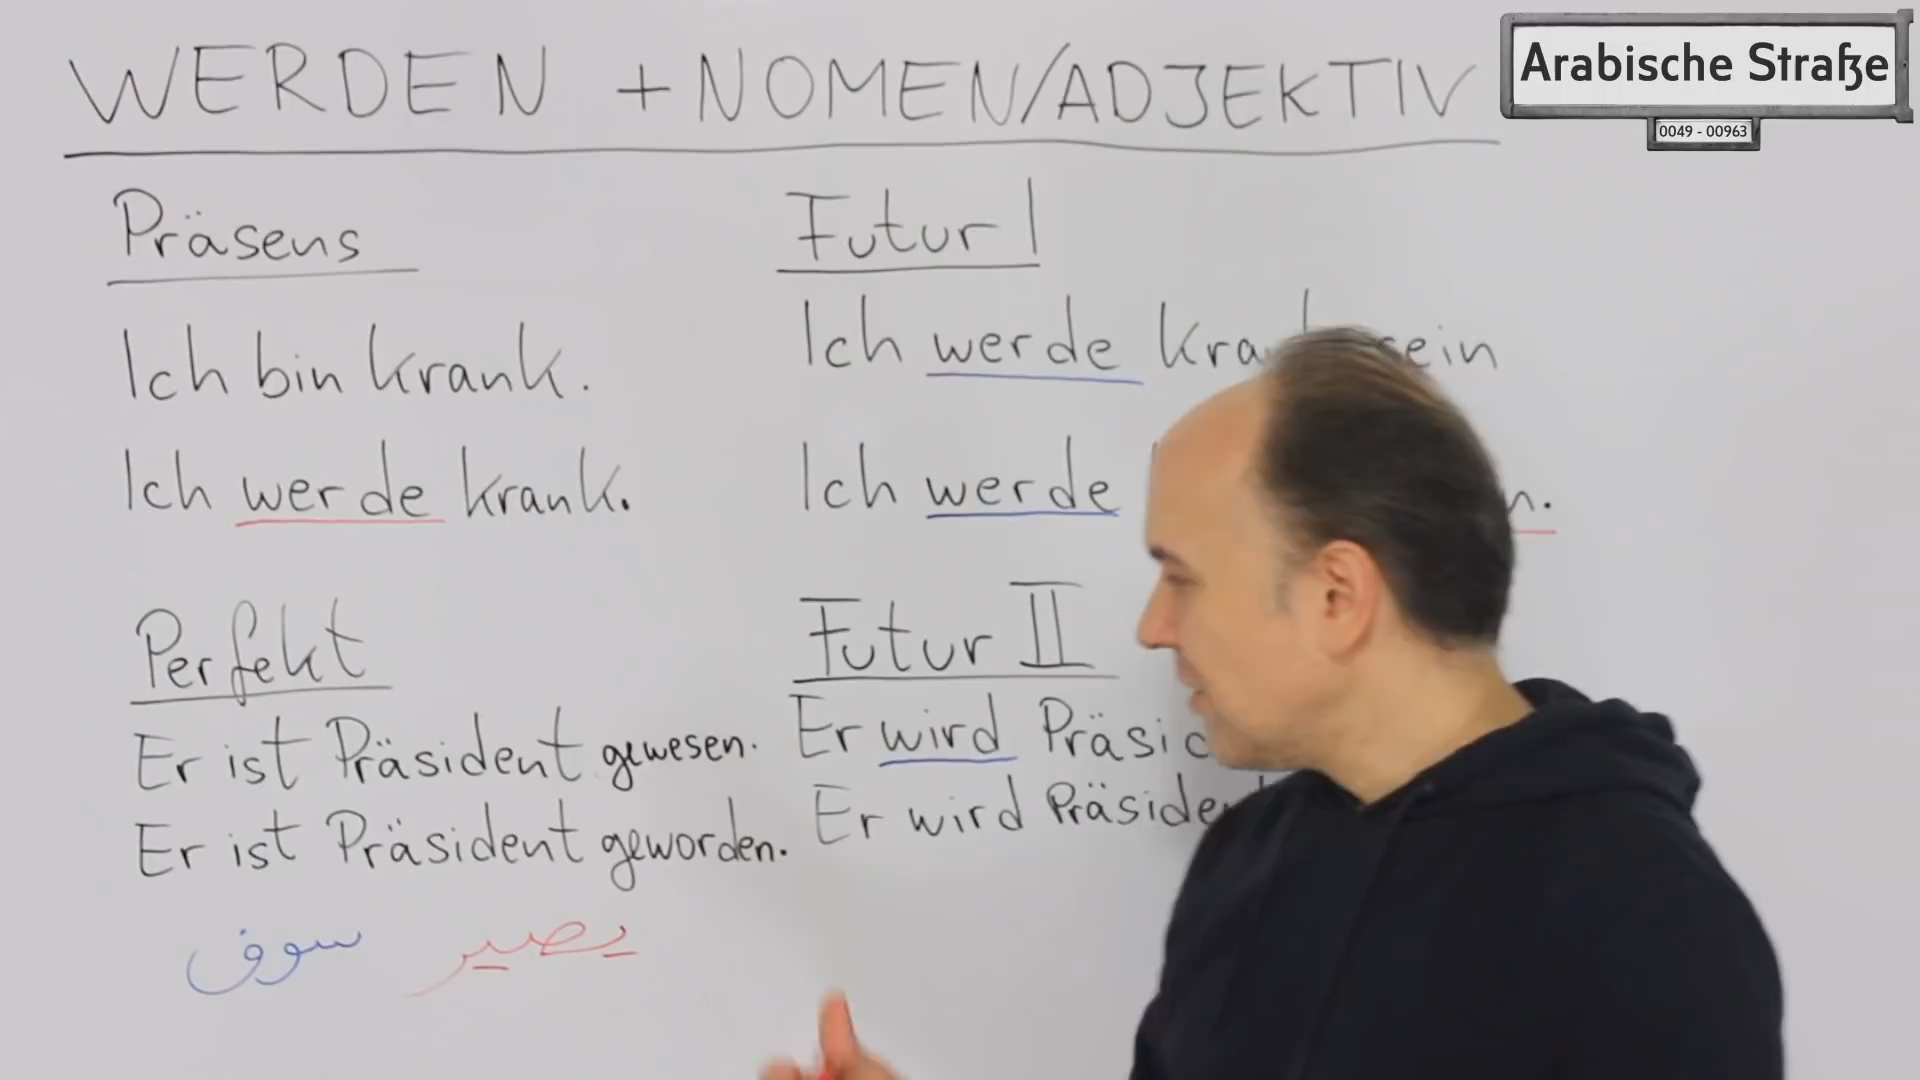 WERDEN + NOMEN/ADJEKTIV
Arabische Straße
0049 - 00963
Präsens
Ich bin krank.
Ich werde krank.
Futur I
Ich werde sein
Ich werde
Perfekt
Er ist Präsident gewesen.
Er ist Präsident geworden.
Futur II
Er wird
Er wird
سوف يصير